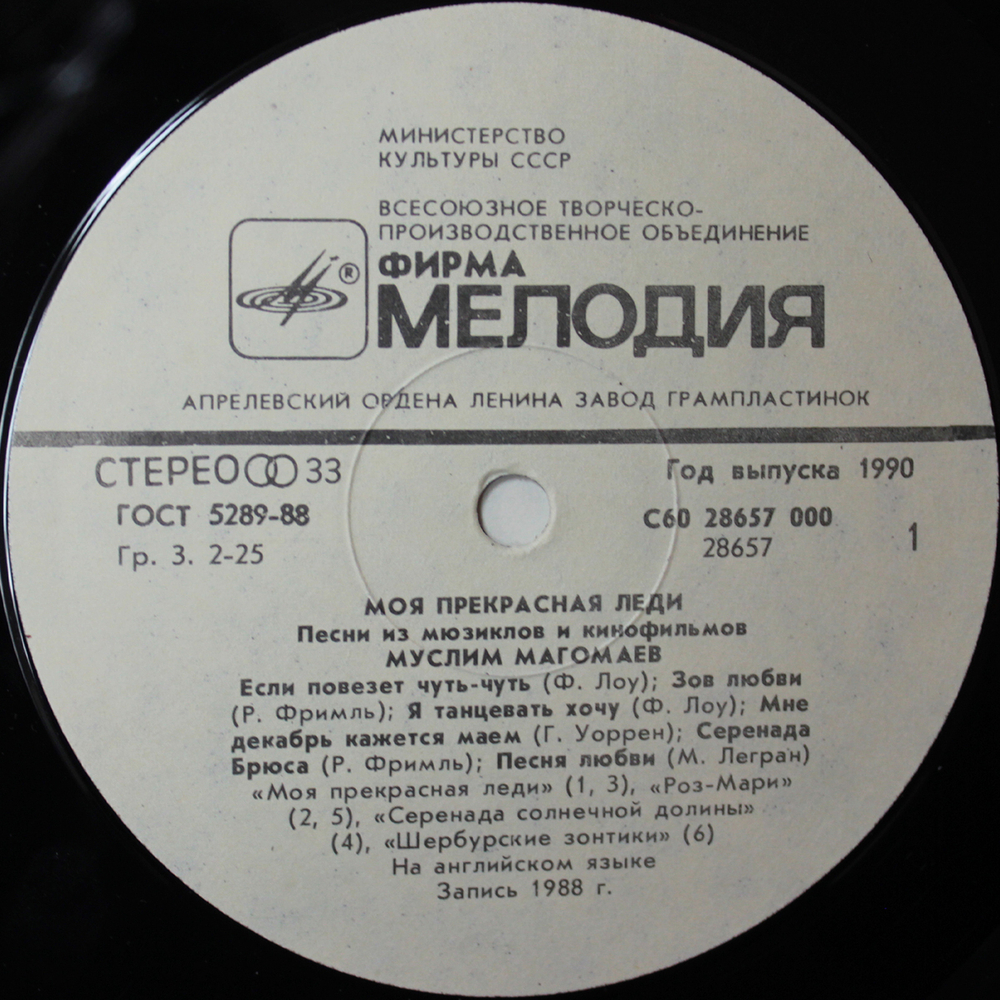 МИНИСТЕРСТВО
КУЛЬТУРЫ СССР
ВСЕСОЮЗНОЕ ТВОРЧЕСКО-
ПРОИЗВОДСТВЕННОЕ ОБЪЕДИНЕНИЕ
®
ФИРМА
МЕЛОДИЯ
АПРЕЛЕВСКИЙ ОРДЕНА ЛЕНИНА ЗАВОД ГРАМПЛАСТИНОК
СТЕРЕО 33
Год выпуска 1990
ГОСТ 5289-88
С60 28657 000
Гр. 3. 2-25
28657
1
МОЯ ПРЕКРАСНАЯ ЛЕДИ
Песни из мюзиклов и кинофильмов
МУСЛИМ МАГОМАЕВ
Если повезет чуть-чуть (Ф. Лоу); Зов любви
(Р. Фримль); Я танцевать хочу (Ф. Лоу); Мне
декабрь кажется маем (Г. Уоррен); Серенада
Брюса (Р. Фримль); Песня любви (М. Легран)
«Моя прекрасная леди» (1, 3), «Роз-Мари»
(2, 5), «Серенада солнечной долины»
(4), «Шербурские зонтики» (6)
На английском языке
Запись 1988 г.